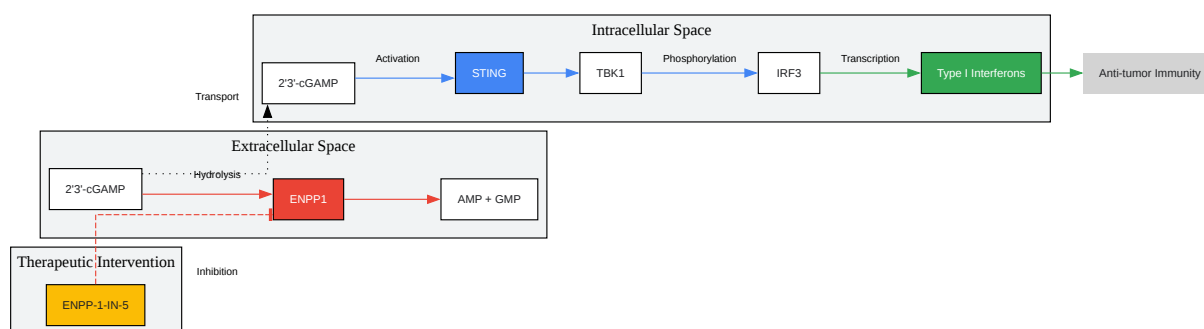 Intracellular Space
2'3'-cGAMP
Activation
STING
TBK1
Phosphorylation
IRF3
Transcription
Type I Interferons
Anti-tumor Immunity
Transport
Extracellular Space
2'3'-cGAMP
Hydrolysis
ENPP1
AMP + GMP
Therapeutic Intervention
Inhibition
ENPP-1-IN-5